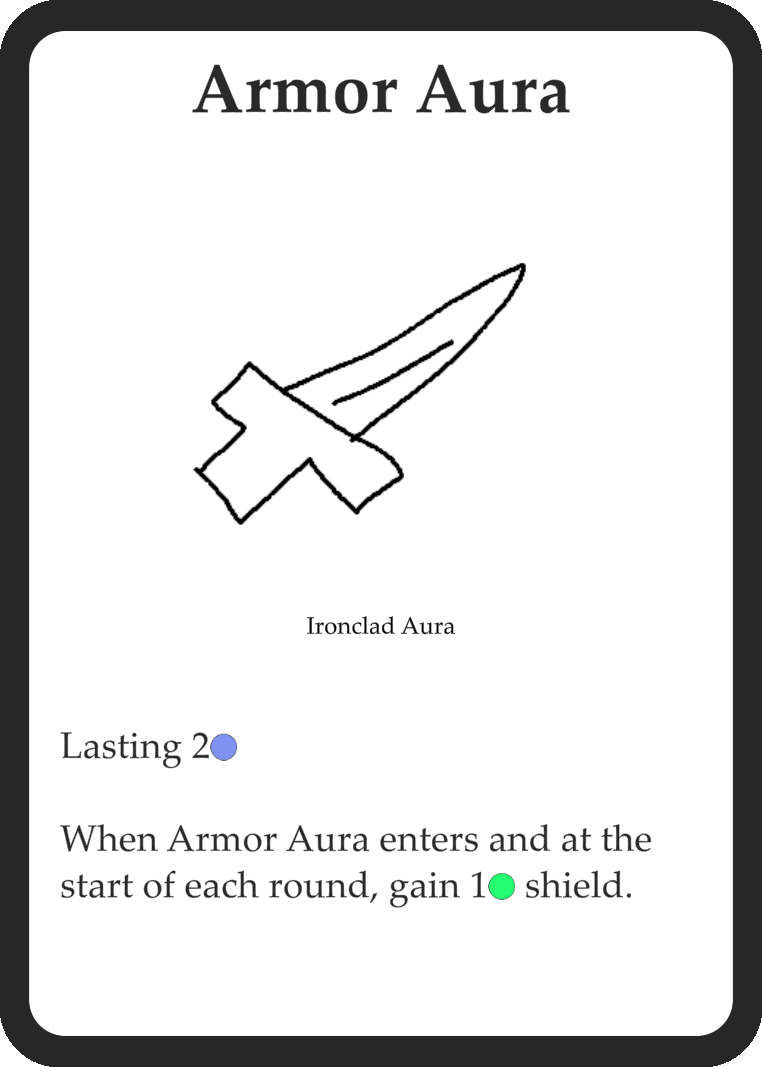 Armor Aura
Ironclad Aura
Lasting 2
When Armor Aura enters and at the
start of each round, gain 1 shield.